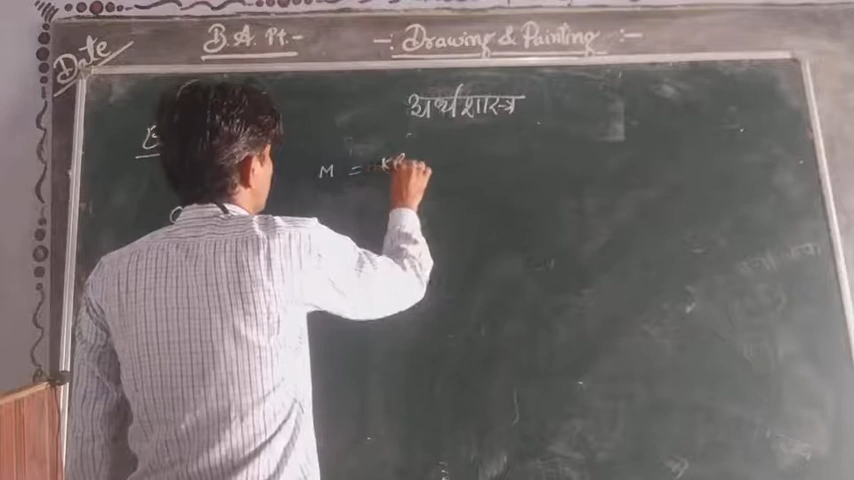 Date
B.A. Pt- - Drawing & Painting :-
अर्थशास्त्र
M = K